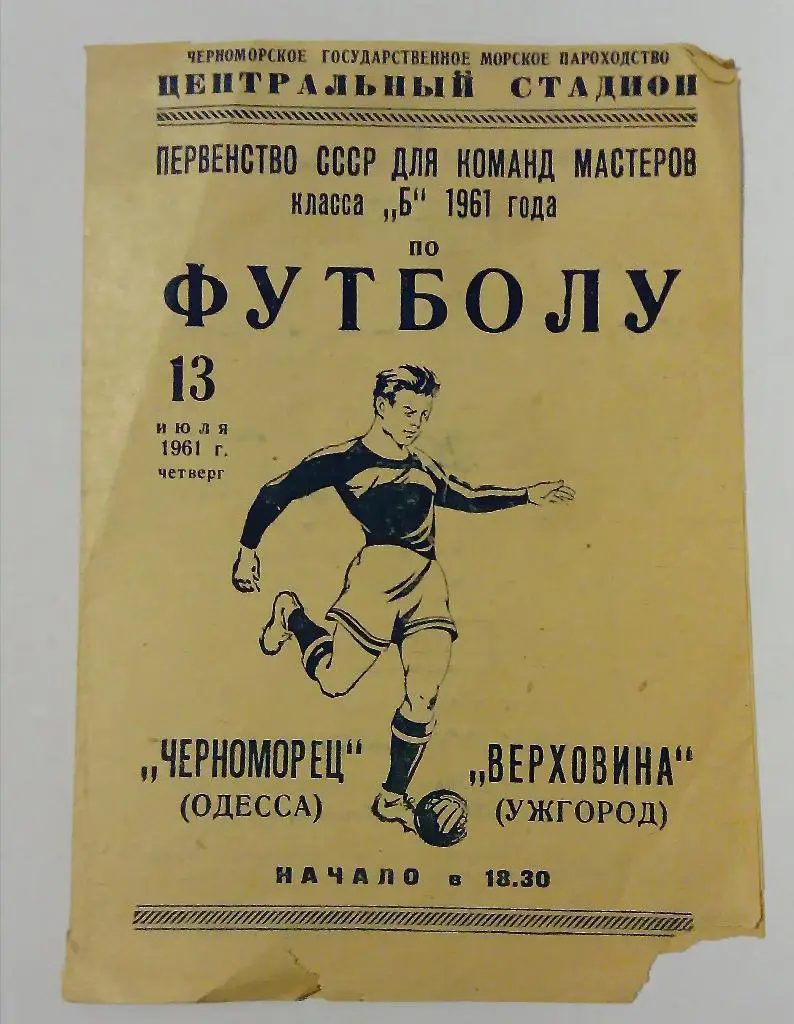 ЧЕРНОМОРСКОЕ ГОСУДАРСТВЕННОЕ МОРСКОЕ ПАРОХОДСТВО
ЦЕНТРАЛЬНЫЙ СТАДИОН
ПЕРВЕНСТВО СССР ДЛЯ КОМАНД МАСТЕРОВ
КЛАССА „Б" 1961 ГОДА
ПО
ФУТБОЛУ
13
июля
1961 г.
четверг
„ЧЕРНОМОРЕЦ" „ВЕРХОВИНА"
(ОДЕССА) (УЖГОРОД)
НАЧАЛО в 18.30